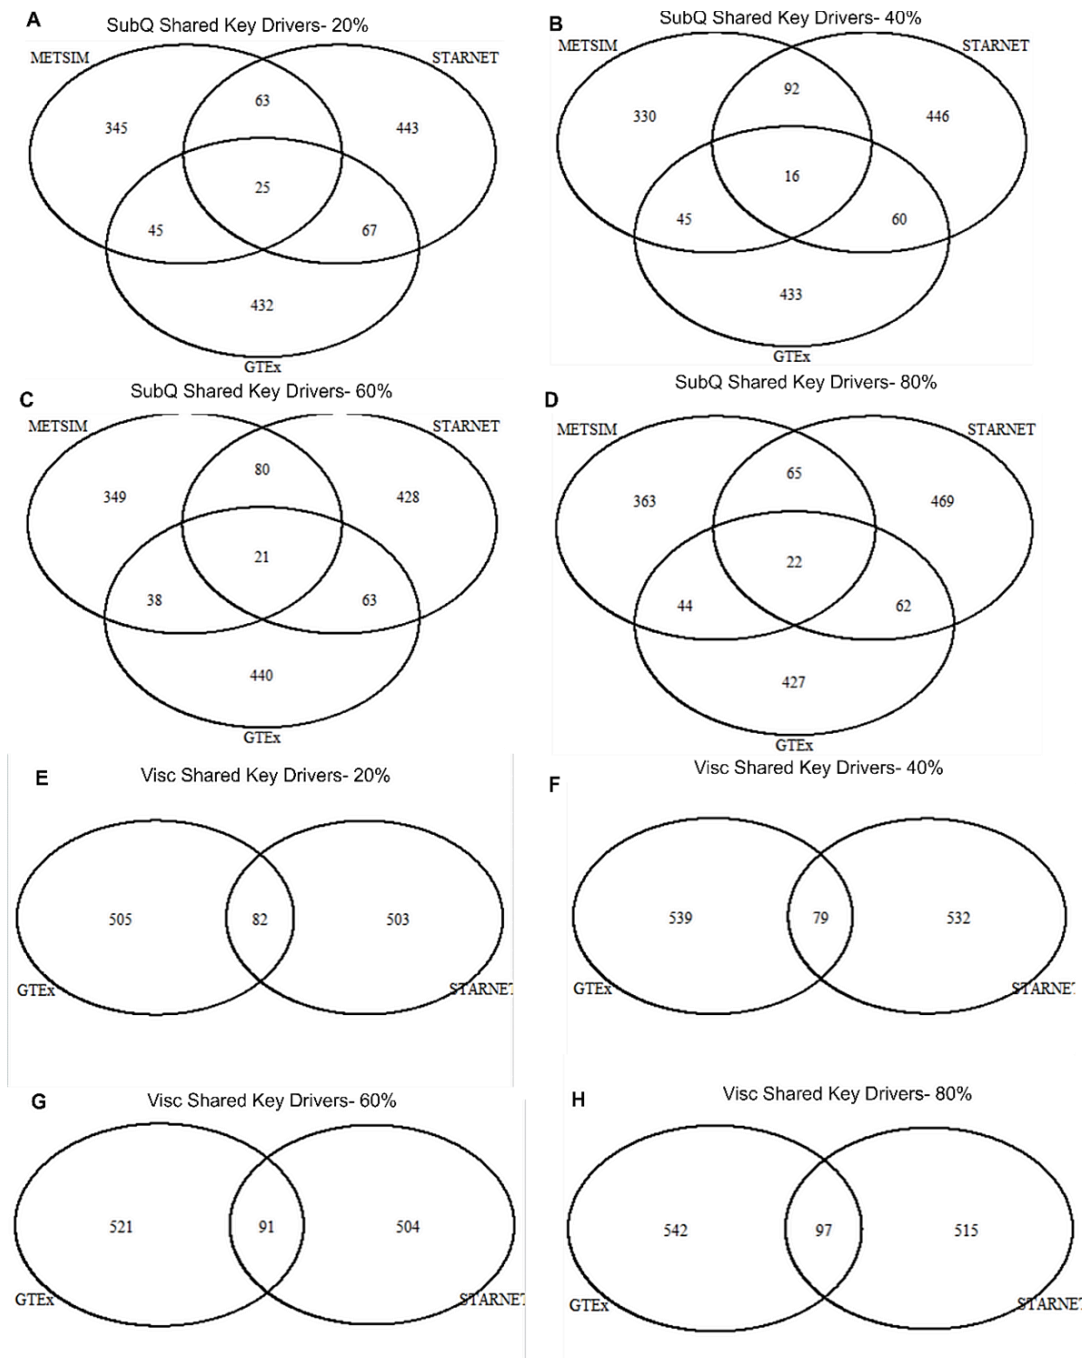 A SubQ Shared Key Drivers- 20%
METSIM STARNET
63
345 443
25
45 67
432
GTEx
B SubQ Shared Key Drivers- 40%
METSIM STARNET
92
330 446
16
45 60
433
GTEx
C SubQ Shared Key Drivers- 60%
METSIM STARNET
80
349 428
21
38 63
440
GTEx
D SubQ Shared Key Drivers- 80%
METSIM STARNET
65
363 469
22
44 62
427
GTEx
E Visc Shared Key Drivers- 20%
505 82 503
GTEx STARNET
F Visc Shared Key Drivers- 40%
539 79 532
GTEx STARNET
G Visc Shared Key Drivers- 60%
521 91 504
GTEx STARNET
H Visc Shared Key Drivers- 80%
542 97 515
GTEx STARNET